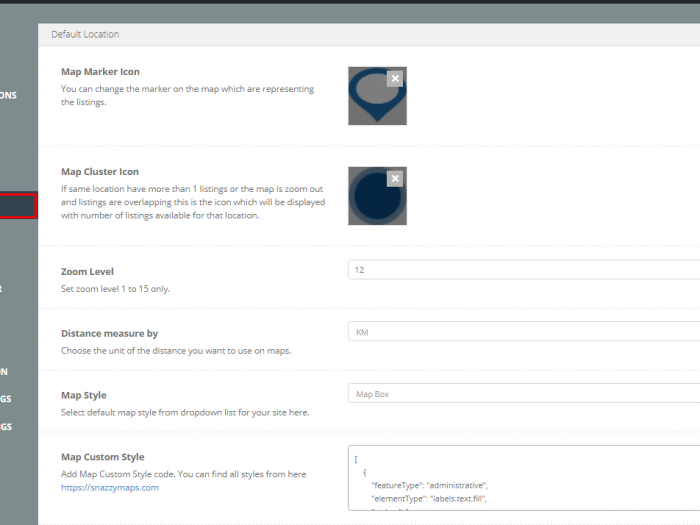 Default Location
Map Marker Icon
You can change the marker on the map which are representing
the listings.
ONS
Map Cluster Icon
If same location have more than 1 listings or the map is zoom out
and listings are overlapping this is the icon which will be displayed
with number of listings available for that location.
Zoom Level
12
Set zoom level 1 to 15 only.
R
Distance measure by
KM
Choose the unit of the distance you want to use on maps.
ON
Map Style
Map Box
GS
Select default map style from dropdown list for your site here.
GS
Map Custom Style
[
Add Map Custom Style code. You can find all styles from here
{
https://snazzymaps.com
"featureType": "administrative",
"elementType": "labels.text.fill",